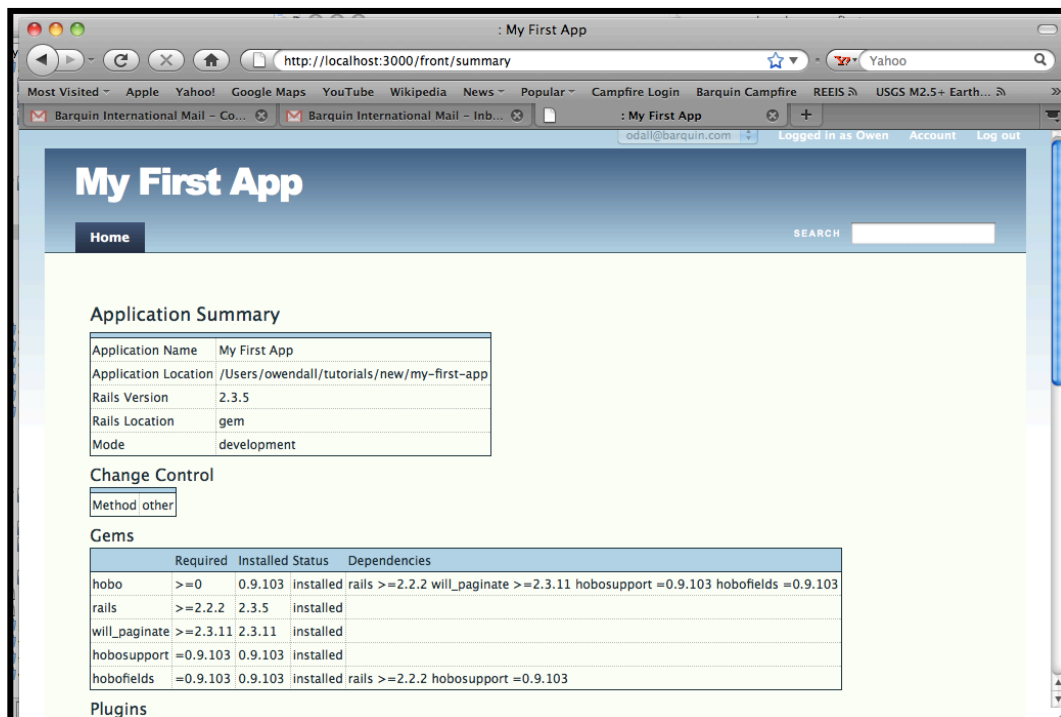 : My First App
http://localhost:3000/front/summary
Yahoo
Most Visited Apple Yahoo! Google Maps YouTube Wikipedia News Popular Campfire Login Barquin Campfire REEIS USGS M2.5+ Earth...
Barquin International Mail – Co... Barquin International Mail – Inb... : My First App
odall@barquin.com Logged in as Owen Account Log out
My First App
Home SEARCH
Application Summary
Application Name My First App
Application Location /Users/owendall/tutorials/new/my-first-app
Rails Version 2.3.5
Rails Location gem
Mode development
Change Control
Method other
Gems
Required Installed Status Dependencies
hobo >=0 0.9.103 installed rails >=2.2.2 will_paginate >=2.3.11 hobosupport =0.9.103 hobofields =0.9.103
rails >=2.2.2 2.3.5 installed
will_paginate >=2.3.11 2.3.11 installed
hobosupport =0.9.103 0.9.103 installed
hobofields =0.9.103 0.9.103 installed rails >=2.2.2 hobosupport =0.9.103
Plugins